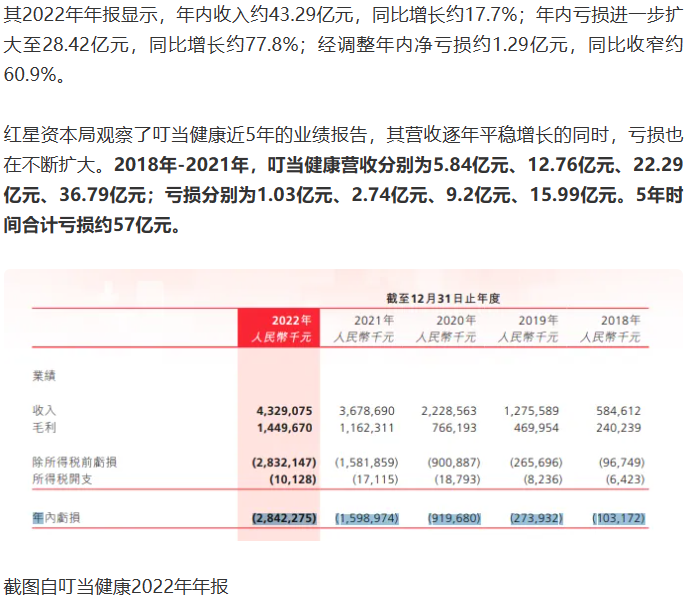 其2022年年报显示，年内收入约43.29亿元，同比增长约17.7%；年内亏损进一步扩
大至28.42亿元，同比增长约77.8%；经调整年内净亏损约1.29亿元，同比收窄约
60.9%。
红星资本局观察了叮当健康近5年的业绩报告，其营收逐年平稳增长的同时，亏损也
在不断扩大。2018年-2021年，叮当健康营收分别为5.84亿元、12.76亿元、22.29
亿元、36.79亿元；亏损分别为1.03亿元、2.74亿元、9.2亿元、15.99亿元。5年时
间合计亏损约57亿元。
截至12月31日止年度
2022年 2021年 2020年 2019年 2018年
人民幣千元 人民幣千元 人民幣千元 人民幣千元 人民幣千元
業績
收入 4,329,075 3,678,690 2,228,563 1,275,589 584,612
毛利 1,449,670 1,162,311 766,193 469,954 240,239
除所得税前虧損 (2,832,147) (1,581,859) (900,887) (265,696) (96,749)
所得税開支 (10,128) (17,115) (18,793) (8,236) (6,423)
年內虧損 (2,842,275) (1,598,974) (919,680) (273,932) (103,172)
截图自叮当健康2022年年报